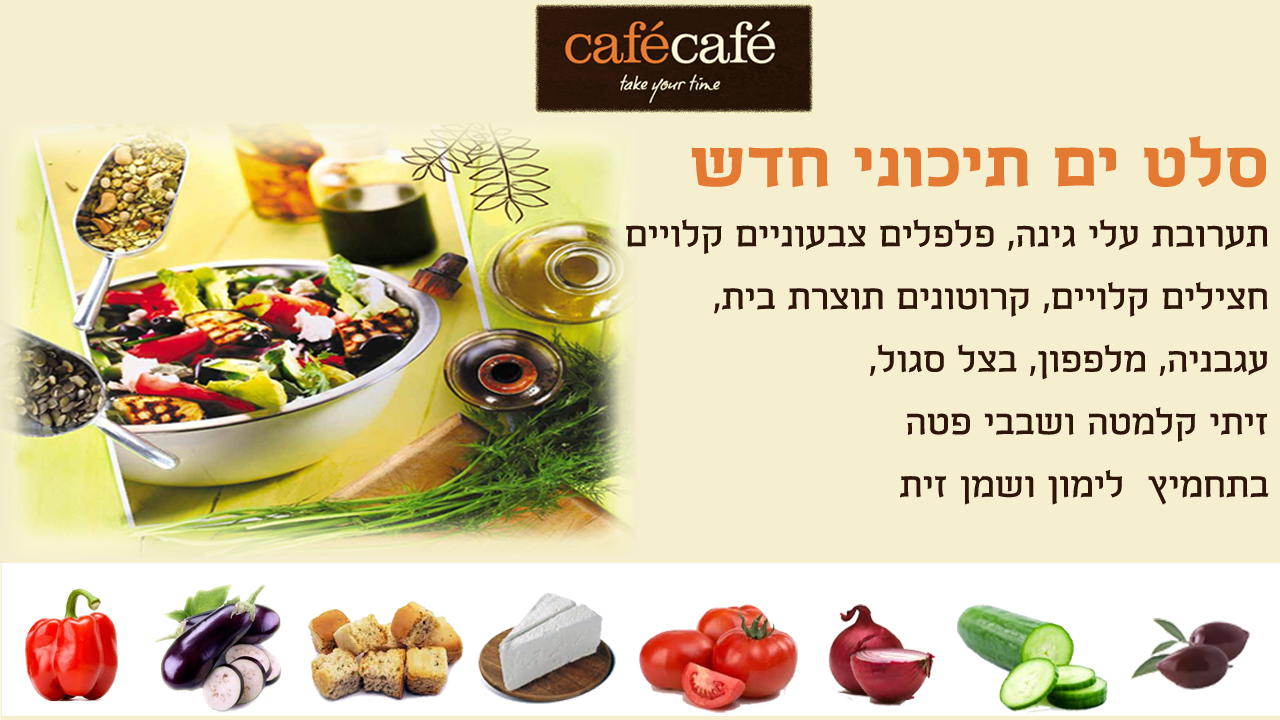 cafécafé
take your time
סלט ים תיכוני חדש
תערובת עלי גינה, פלפלים צבעוניים קלויים
חצילים קלויים, קרוטונים תוצרת בית,
עגבניה, מלפפון, בצל סגול,
זיתי קלמטה ושבבי פטה
בתחמיץ לימון ושמן זית